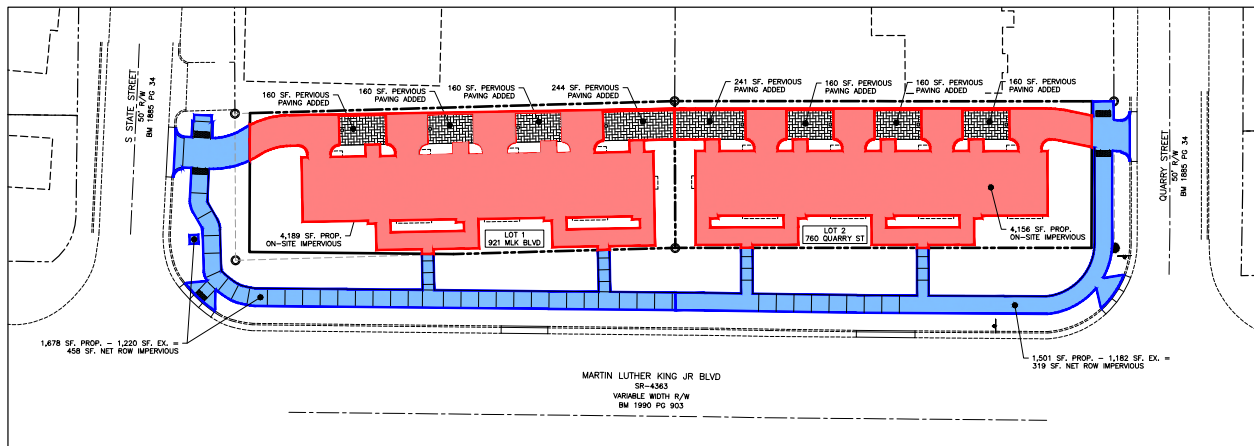 S STATE STREET
50' R/W
BM 1885 PG 34
160 SF. PERVIOUS
PAVING ADDED
160 SF. PERVIOUS
PAVING ADDED
160 SF. PERVIOUS
PAVING ADDED
244 SF. PERVIOUS
PAVING ADDED
241 SF. PERVIOUS
PAVING ADDED
160 SF. PERVIOUS
PAVING ADDED
160 SF. PERVIOUS
PAVING ADDED
160 SF. PERVIOUS
PAVING ADDED
QUARRY STREET
50' R/W
BM 1885 PG 34
4,189 SF. PROP.
ON-SITE IMPERVIOUS
LOT 1
921 MLK BLVD
LOT 2
760 QUARRY ST
4,156 SF. PROP.
ON-SITE IMPERVIOUS
1,678 SF. PROP. - 1,220 SF. EX. =
458 SF. NET ROW IMPERVIOUS
1,501 SF. PROP. - 1,182 SF. EX. =
319 SF. NET ROW IMPERVIOUS
MARTIN LUTHER KING JR BLVD
SR-4363
VARIABLE WIDTH R/W
BM 1990 PG 903